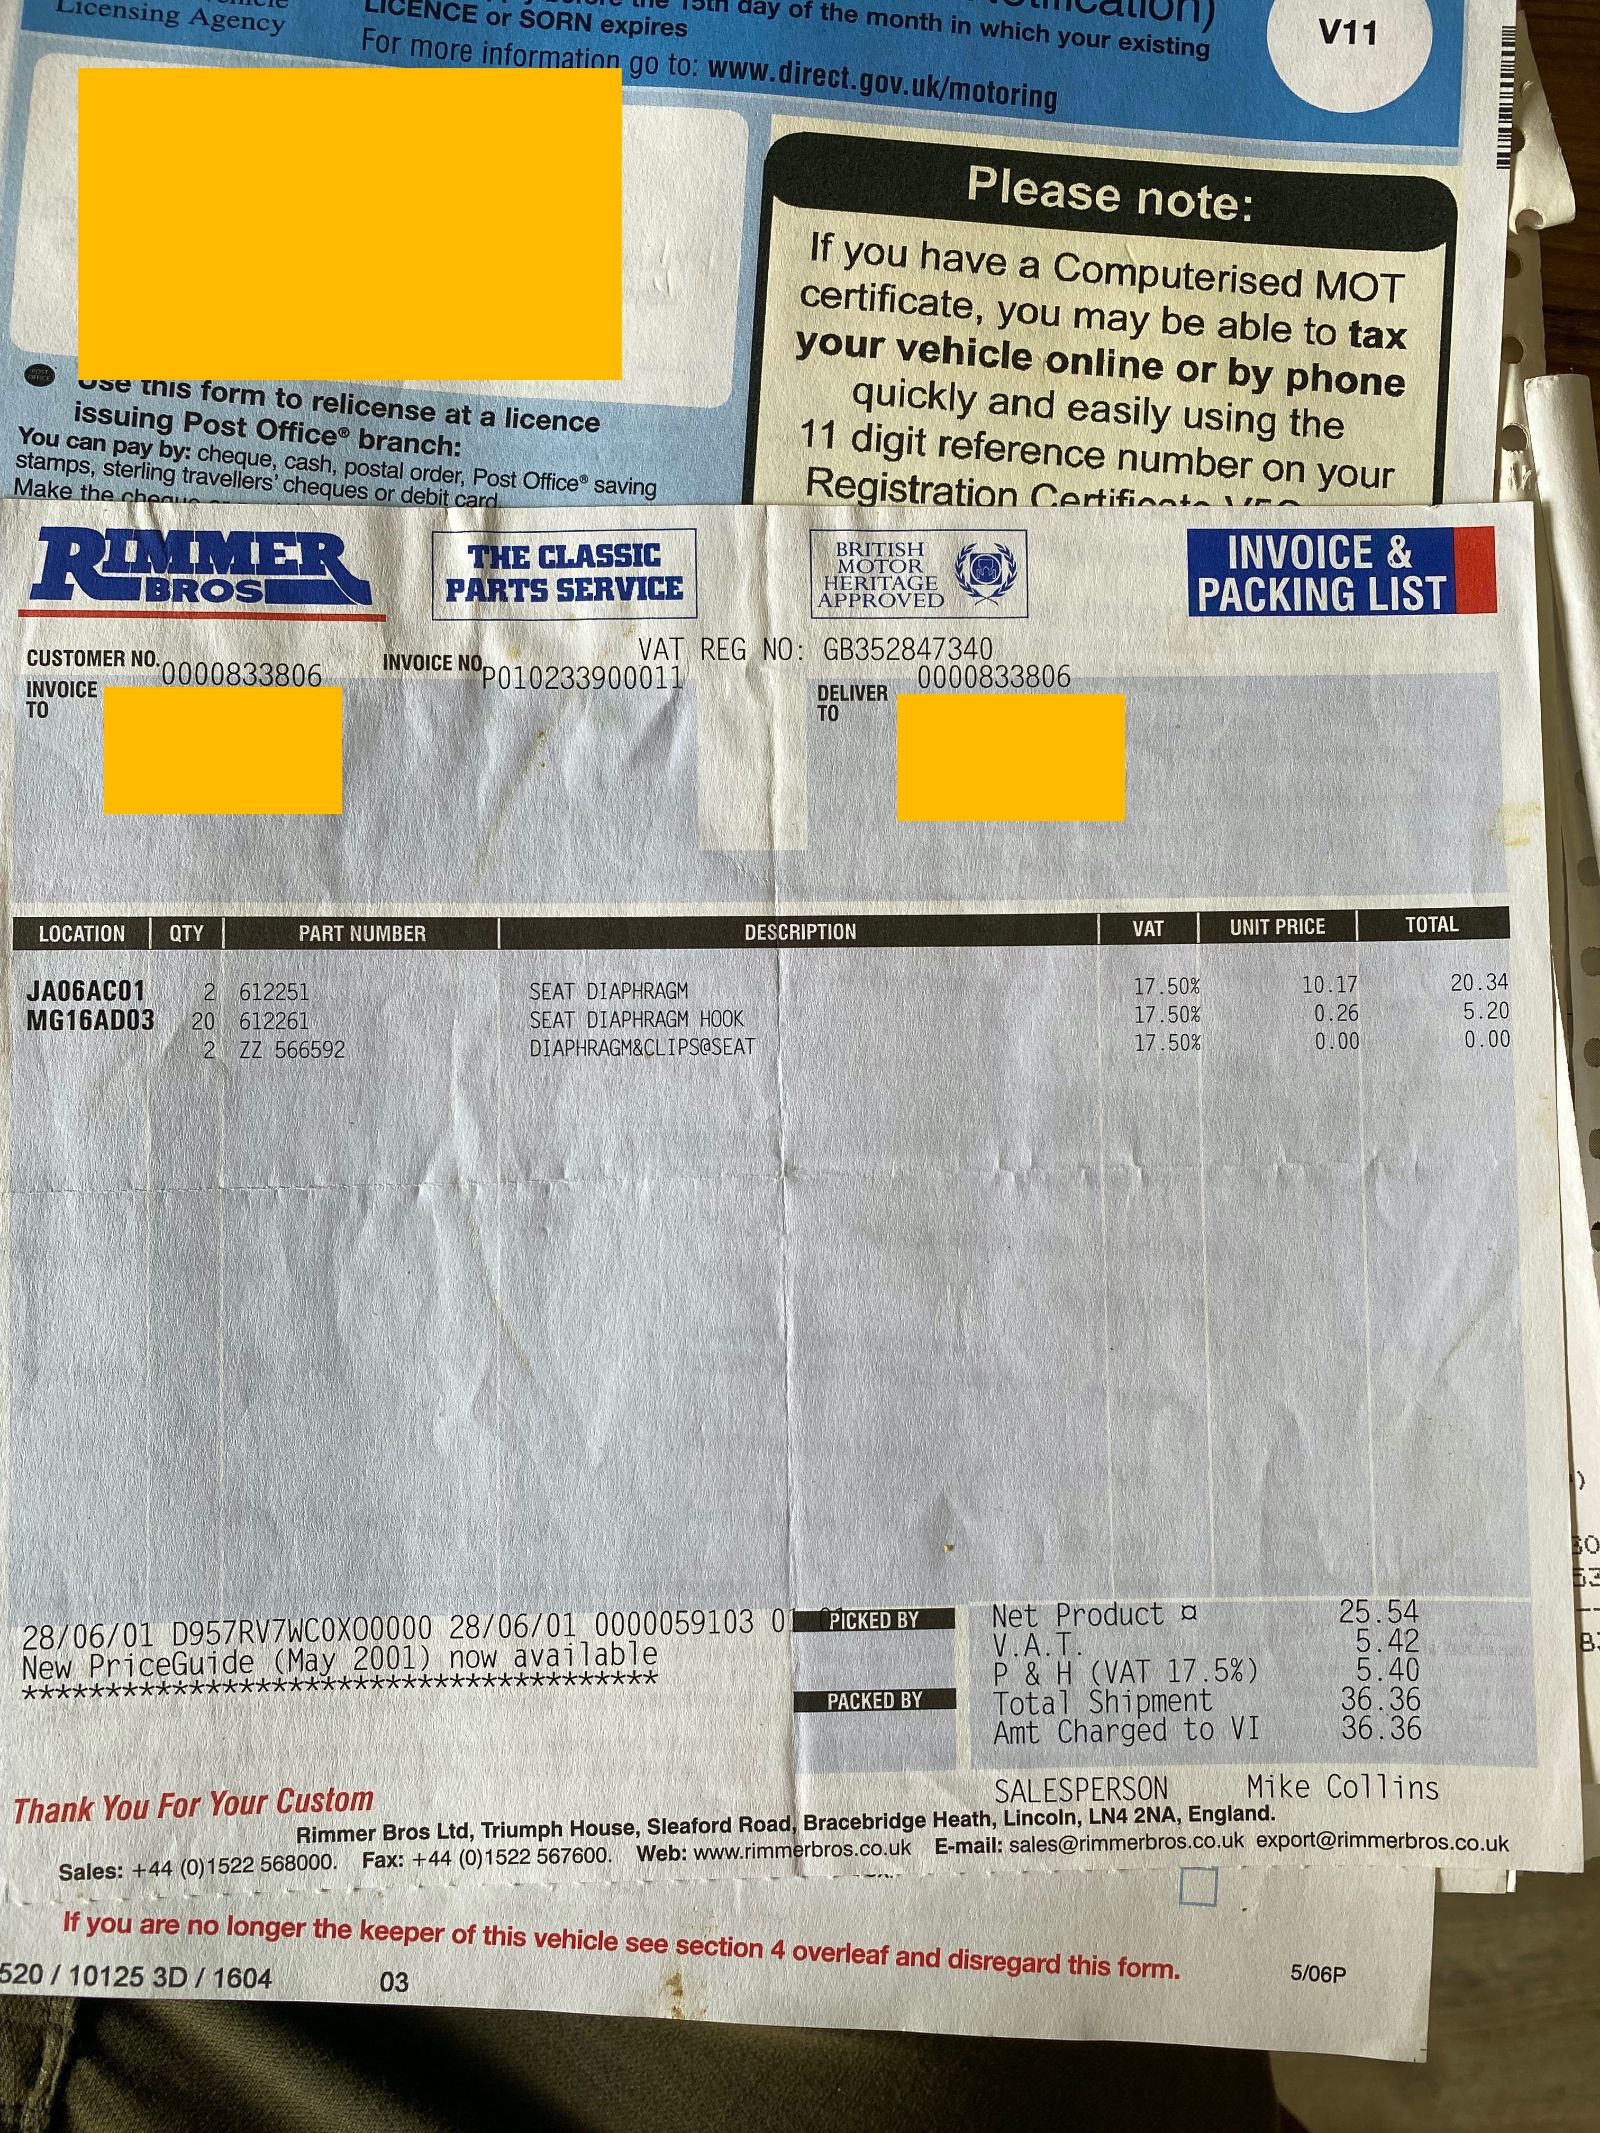 Licensing Agency
15th day of the month in which your existing
LICENCE or SORN expires
For more information go to: www.direct.gov.uk/motoring
V11
Please note:
If you have a Computerised MOT
certificate, you may be able to tax
your vehicle online or by phone
quickly and easily using the
11 digit reference number on your
Registration Certificate
POST OFFICE
Use this form to relicense at a licence
issuing Post Office® branch:
You can pay by: cheque, cash, postal order, Post Office® saving
stamps, sterling travellers' cheques or debit card.
Make the cheque
RIMMER BROS
THE CLASSIC
PARTS SERVICE
BRITISH
MOTOR
HERITAGE
APPROVED
INVOICE &
PACKING LIST
VAT REG NO: GB352847340
CUSTOMER NO. 0000833806 INVOICE NO. P010233900011 0000833806
INVOICE TO
DELIVER TO
LOCATION QTY PART NUMBER DESCRIPTION VAT UNIT PRICE TOTAL
JA06AC01 2 612251 SEAT DIAPHRAGM 17.50% 10.17 20.34
MG16AD03 20 612261 SEAT DIAPHRAGM HOOK 17.50% 0.26 5.20
2 ZZ 566592 DIAPHRAGM&CLIPS@SEAT 17.50% 0.00 0.00
28/06/01 D957RV7WC0X00000 28/06/01 0000059103 01
New PriceGuide (May 2001) now available
***************************************
PICKED BY
PACKED BY
Net Product ¤ 25.54
V.A.T. 5.42
P & H (VAT 17.5%) 5.40
Total Shipment 36.36
Amt Charged to VI 36.36
SALESPERSON Mike Collins
Thank You For Your Custom
Rimmer Bros Ltd, Triumph House, Sleaford Road, Bracebridge Heath, Lincoln, LN4 2NA, England.
Sales: +44 (0)1522 568000. Fax: +44 (0)1522 567600. Web: www.rimmerbros.co.uk E-mail: sales@rimmerbros.co.uk export@rimmerbros.co.uk
If you are no longer the keeper of this vehicle see section 4 overleaf and disregard this form.
520 / 10125 3D / 1604 03 5/06P